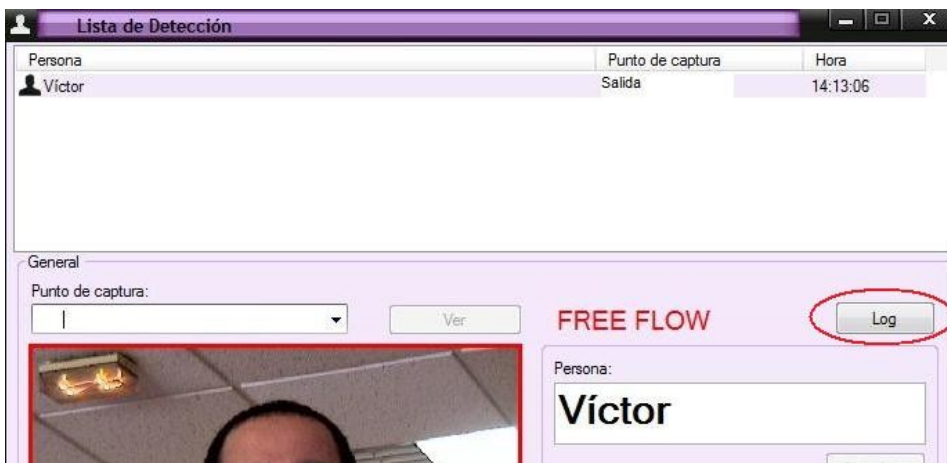 Lista de Detección
Persona Punto de captura Hora
Víctor Salida 14:13:06
General
Punto de captura:
Ver FREE FLOW Log
Persona:
Víctor